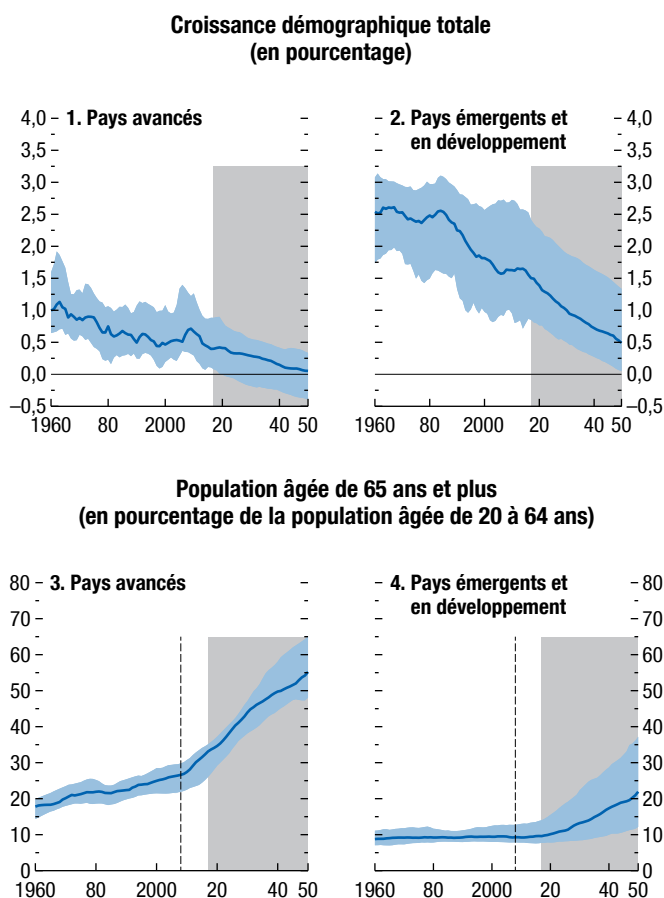 Croissance démographique totale
(en pourcentage)
1. Pays avancés
4,0
3,5
3,0
2,5
2,0
1,5
1,0
0,5
0,0
–0,5
1960 80 2000 20 40 50
2. Pays émergents et
en développement
4,0
3,5
3,0
2,5
2,0
1,5
1,0
0,5
0,0
–0,5
1960 80 2000 20 40 50
Population âgée de 65 ans et plus
(en pourcentage de la population âgée de 20 à 64 ans)
3. Pays avancés
80
70
60
50
40
30
20
10
0
1960 80 2000 20 40 50
4. Pays émergents et
en développement
80
70
60
50
40
30
20
10
0
1960 80 2000 20 40 50